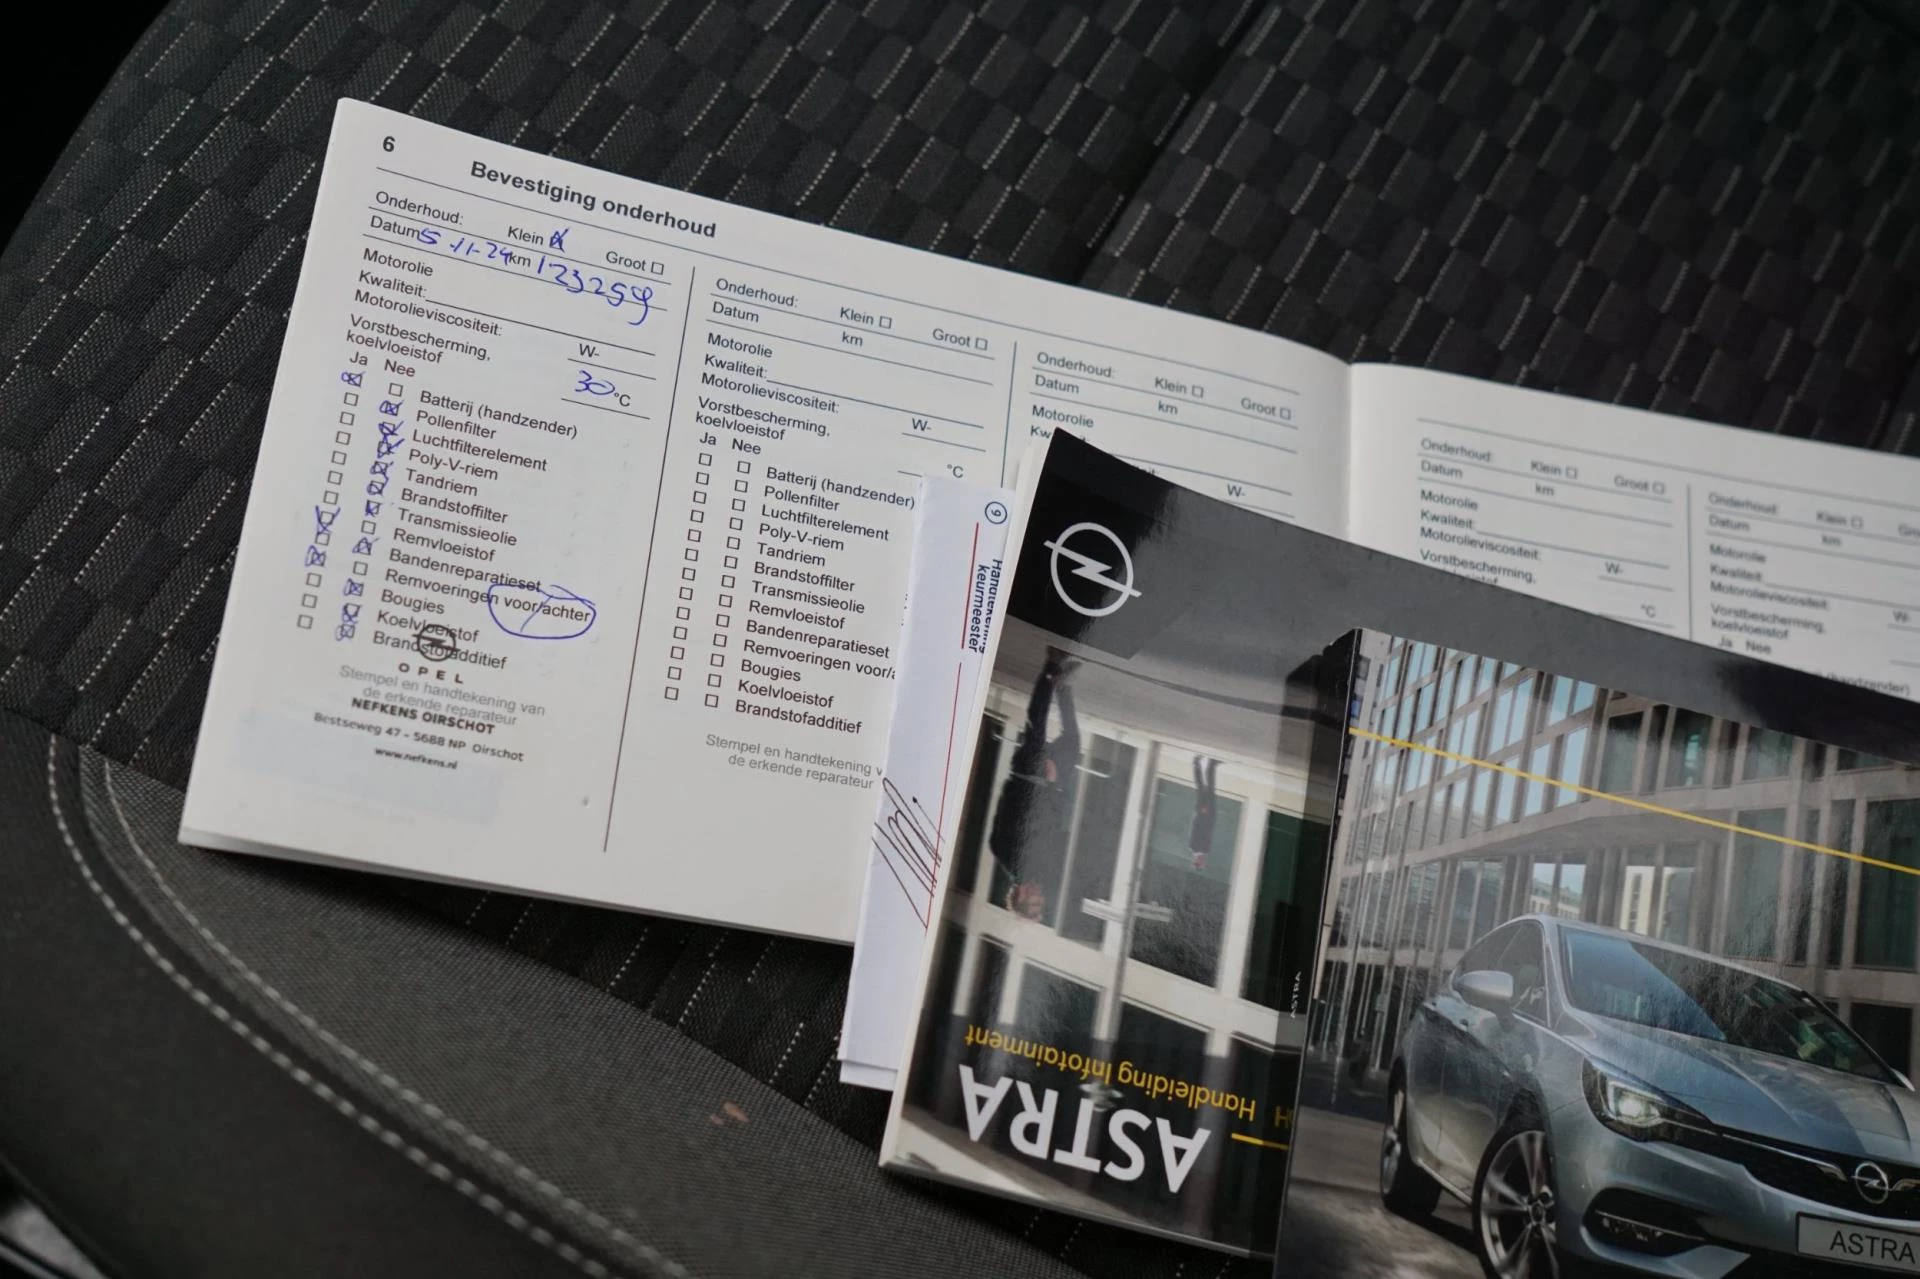 6
Bevestiging onderhoud
Onderhoud: Klein Groot
Datum 5-11-24 km 123259
Motorolie
Kwaliteit:
Motorolieviscositeit: W-
Vorstbescherming,
koelvloeistof 30 °C
Ja Nee
Batterij (handzender)
Pollenfilter
Luchtfilterelement
Poly-V-riem
Tandriem
Brandstoffilter
Transmissieolie
Remvloeistof
Bandenreparatieset
Remvoeringen voor/achter
Bougies
Koelvloeistof
Brandstofadditief
OPEL
Stempel en handtekening van
de erkende reparateur
NEFKENS OIRSCHOT
Bestseweg 47 - 5688 NP Oirschot
www.nefkens.nl
Onderhoud: Klein Groot
Datum km
Motorolie
Kwaliteit:
Motorolieviscositeit: W-
Vorstbescherming,
koelvloeistof °C
Ja Nee
Batterij (handzender)
Pollenfilter
Luchtfilterelement
Poly-V-riem
Tandriem
Brandstoffilter
Transmissieolie
Remvloeistof
Bandenreparatieset
Remvoeringen voor/a
Bougies
Koelvloeistof
Brandstofadditief
Stempel en handtekening v
de erkende reparateur
Onderhoud: Klein Groot
Datum km
Motorolie
W-
9
Handtekening
keurmeester
Onderhoud: Klein Groot
Datum km
Motorolie
Kwaliteit:
Motorolieviscositeit: W-
Vorstbescherming,
°C
Onderhoud: Klein
Datum km
Motorolie
Kwaliteit:
Motorolieviscositeit: W-
Vorstbescherming,
koelvloeistof
Ja Nee
(handzender)
ASTRA
Handleiding Infotainment
ASTRA
ASTRA